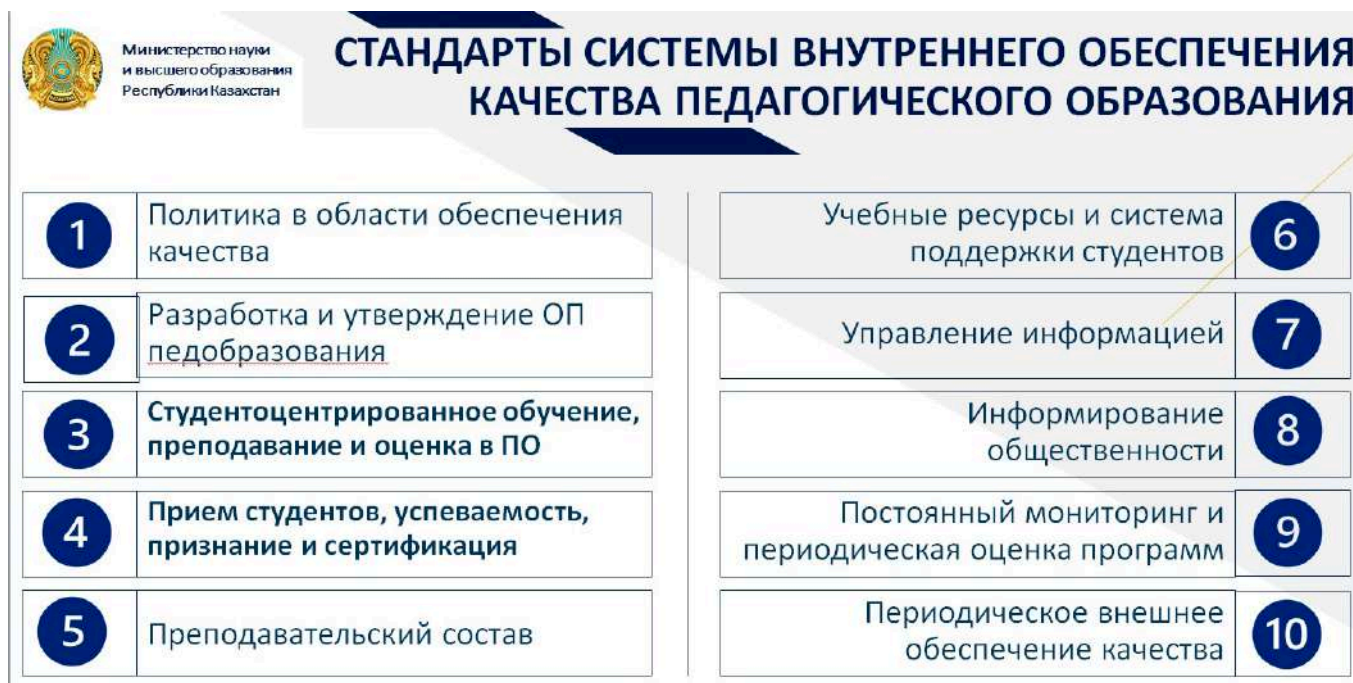 Министерство науки
и высшего образования
Республики Казахстан
СТАНДАРТЫ СИСТЕМЫ ВНУТРЕННЕГО ОБЕСПЕЧЕНИЯ
КАЧЕСТВА ПЕДАГОГИЧЕСКОГО ОБРАЗОВАНИЯ
1
Политика в области обеспечения
качества
2
Разработка и утверждение ОП
педобразования
3
Студентоцентрированное обучение,
преподавание и оценка в ПО
4
Прием студентов, успеваемость,
признание и сертификация
5
Преподавательский состав
Учебные ресурсы и система
поддержки студентов
6
Управление информацией
7
Информирование
общественности
8
Постоянный мониторинг и
периодическая оценка программ
9
Периодическое внешнее
обеспечение качества
10